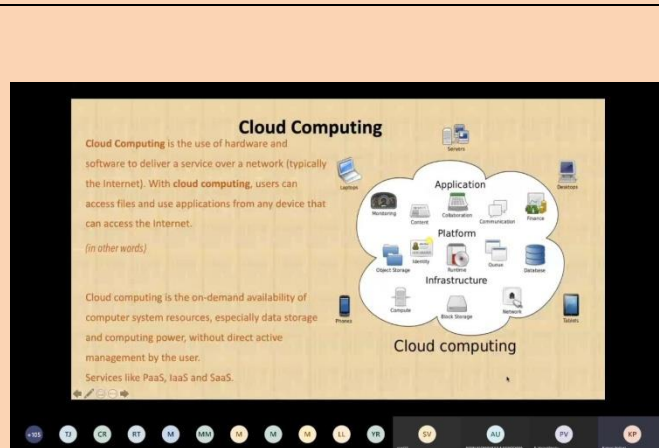 Cloud Computing
Cloud Computing is the use of hardware and
software to deliver a service over a network (typically
the Internet). With cloud computing, users can
access files and use applications from any device that
can access the Internet.
(in other words)
Cloud computing is the on-demand availability of
computer system resources, especially data storage
and computing power, without direct active
management by the user.
Services like PaaS, IaaS and SaaS.
Servers
Laptops
Desktops
Application
Monitoring
Content
Collaboration
Communication
Finance
Platform
Object Storage
Identity
Runtime
Queue
Database
Infrastructure
Compute
Block Storage
Network
Phones
Tablets
Cloud computing
+105
TJ
CR
RT
M
MM
M
M
M
LL
YR
SV
AU
PV
KP